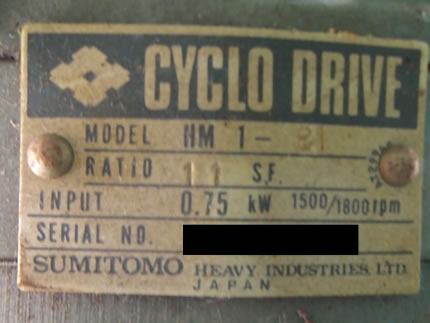 CYCLO DRIVE
MODEL HM 1-
RATIO 11 S.F.
INPUT 0.75 kW 1500/1800rpm
SERIAL NO.
SUMITOMO HEAVY INDUSTRIES, LTD.
JAPAN